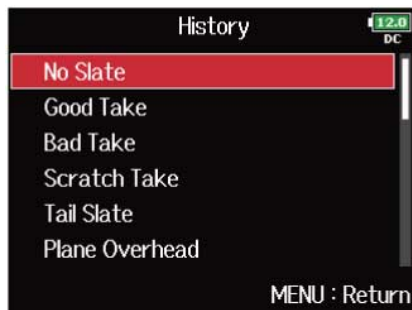 History
12.0
DC
No Slate
Good Take
Bad Take
Scratch Take
Tail Slate
Plane Overhead
MENU : Return